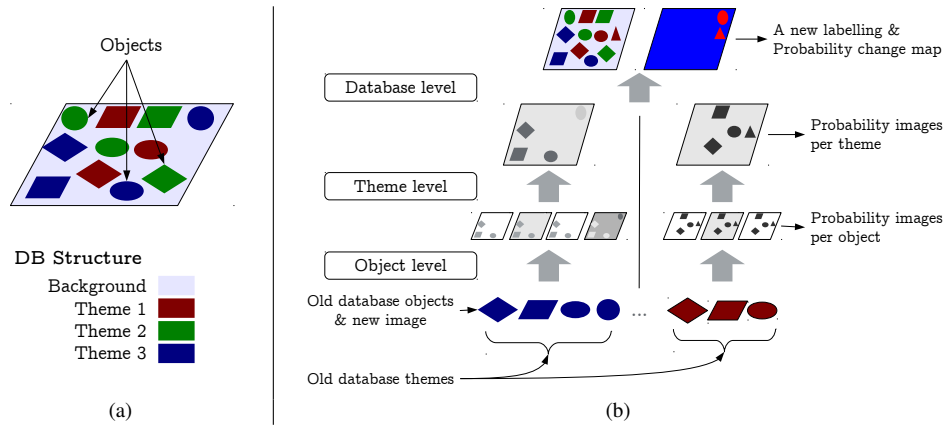 Objects
DB Structure
Background
Theme 1
Theme 2
Theme 3
(a)
A new labelling &
Probability change map
Database level
Probability images
per theme
Theme level
Probability images
per object
Object level
Old database objects
& new image
...
Old database themes
(b)